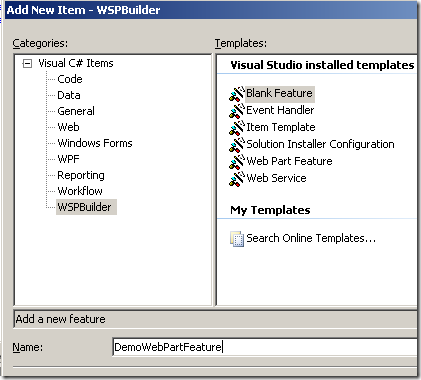 Add New Item - WSPBuilder
Categories:
Templates:
Visual C# Items
Code
Data
General
Web
Windows Forms
WPF
Reporting
Workflow
WSPBuilder
Visual Studio installed templates
Blank Feature
Event Handler
Item Template
Solution Installer Configuration
Web Part Feature
Web Service
My Templates
Search Online Templates...
Add a new feature
Name:
DemoWebPartFeature